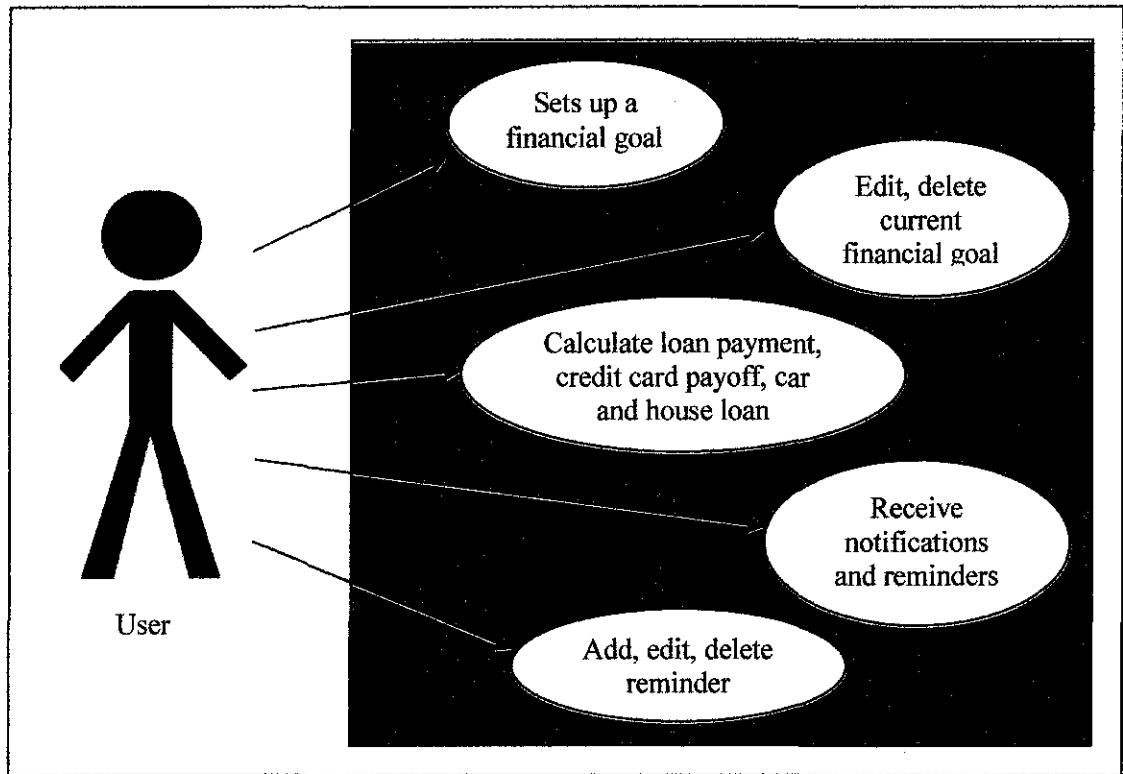 Sets up a
financial goal
Edit, delete
current
financial goal
Calculate loan payment,
credit card payoff, car
and house loan
Receive
notifications
and reminders
Add, edit, delete
reminder
User